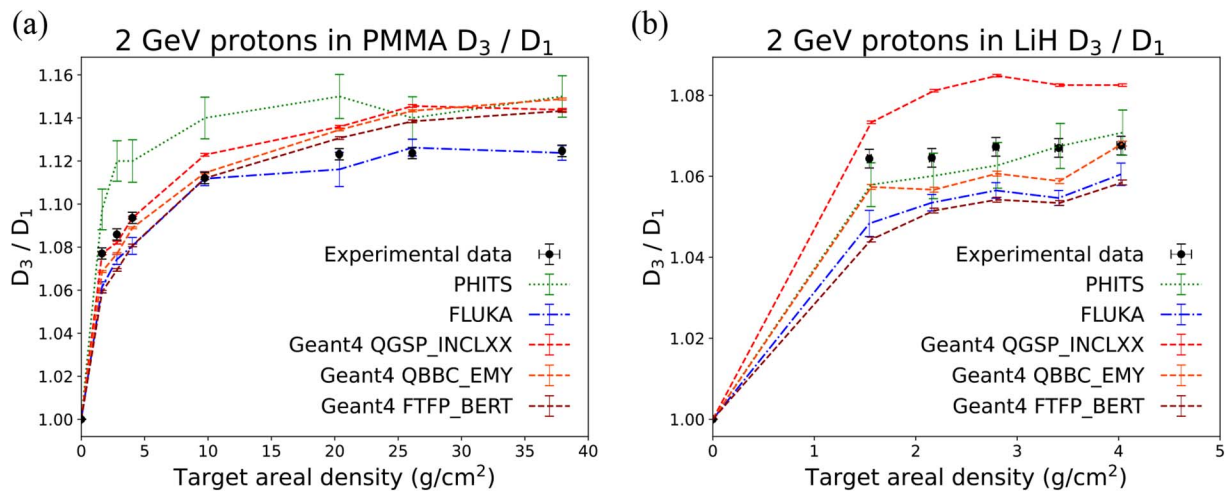 (a)
2 GeV protons in PMMA D₃ / D₁
D₃ / D₁
1.16
1.14
1.12
1.10
1.08
1.06
1.04
1.02
1.00
Experimental data
PHITS
FLUKA
Geant4 QGSP_INCLXX
Geant4 QBBC_EMY
Geant4 FTFP_BERT
0 5 10 15 20 25 30 35 40
Target areal density (g/cm²)
(b)
2 GeV protons in LiH D₃ / D₁
D₃ / D₁
1.08
1.06
1.04
1.02
1.00
Experimental data
PHITS
FLUKA
Geant4 QGSP_INCLXX
Geant4 QBBC_EMY
Geant4 FTFP_BERT
0 1 2 3 4 5
Target areal density (g/cm²)